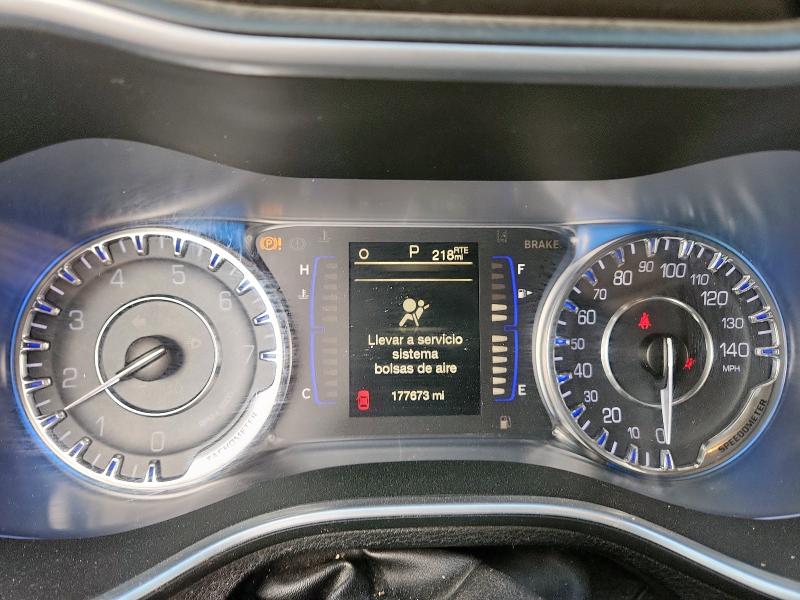 O P 218 RTE mi
Llevar a servicio
sistema
bolsas de aire
177673 mi
H
C
F
E
BRAKE
P!
0
1
2
3
4
5
6
7
TACHOMETER
0
10
20
30
40
50
60
70
80
90
100
110
120
130
140
MPH
SPEEDOMETER